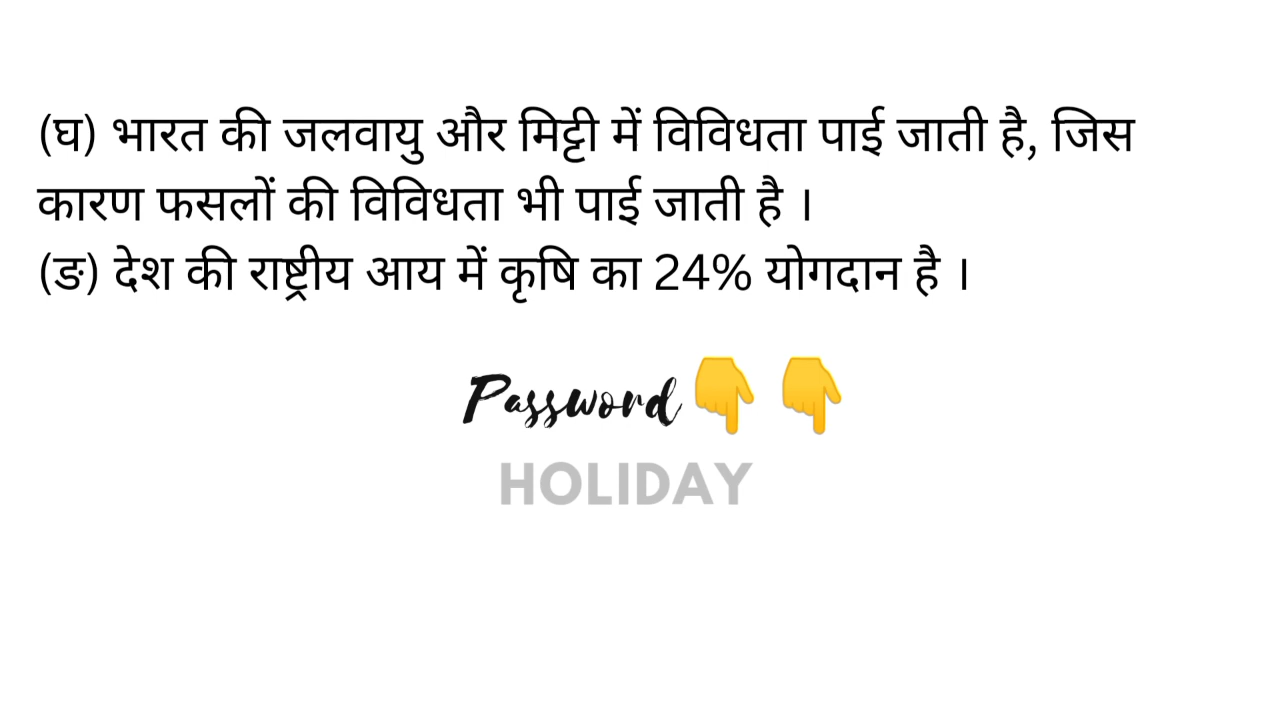 (घ) भारत की जलवायु और मिट्टी में विविधता पाई जाती है, जिस
कारण फसलों की विविधता भी पाई जाती है ।
(ङ) देश की राष्ट्रीय आय में कृषि का 24% योगदान है ।
Password👇 👇
HOLIDAY